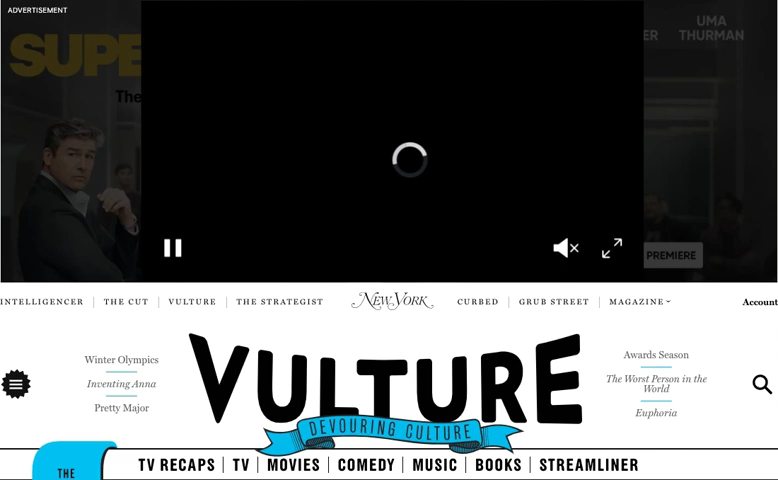 ADVERTISEMENT
UMA
THURMAN
The
PREMIERE
INTELLIGENCER
THE CUT
VULTURE
THE STRATEGIST
NEW YORK
CURBED
GRUB STREET
MAGAZINE
Account
Winter Olympics
Inventing Anna
Pretty Major
VULTURE
DEVOURING CULTURE
Awards Season
The Worst Person in the
World
Euphoria
TV RECAPS
TV
MOVIES
COMEDY
MUSIC
BOOKS
STREAMLINER
THE